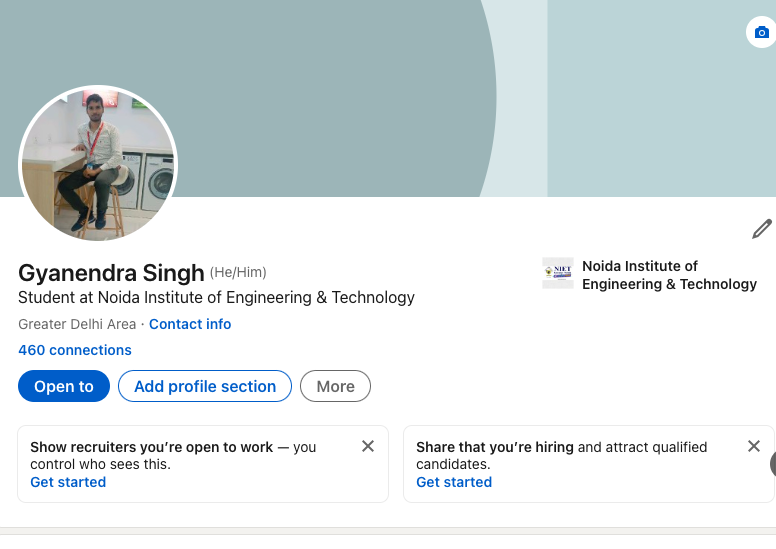 Gyanendra Singh (He/Him)
Student at Noida Institute of Engineering & Technology
Greater Delhi Area · Contact info
460 connections
Open to
Add profile section
More
NIET
Noida Institute of
Engineering & Technology
Show recruiters you’re open to work — you
control who sees this.
Get started
Share that you’re hiring and attract qualified
candidates.
Get started